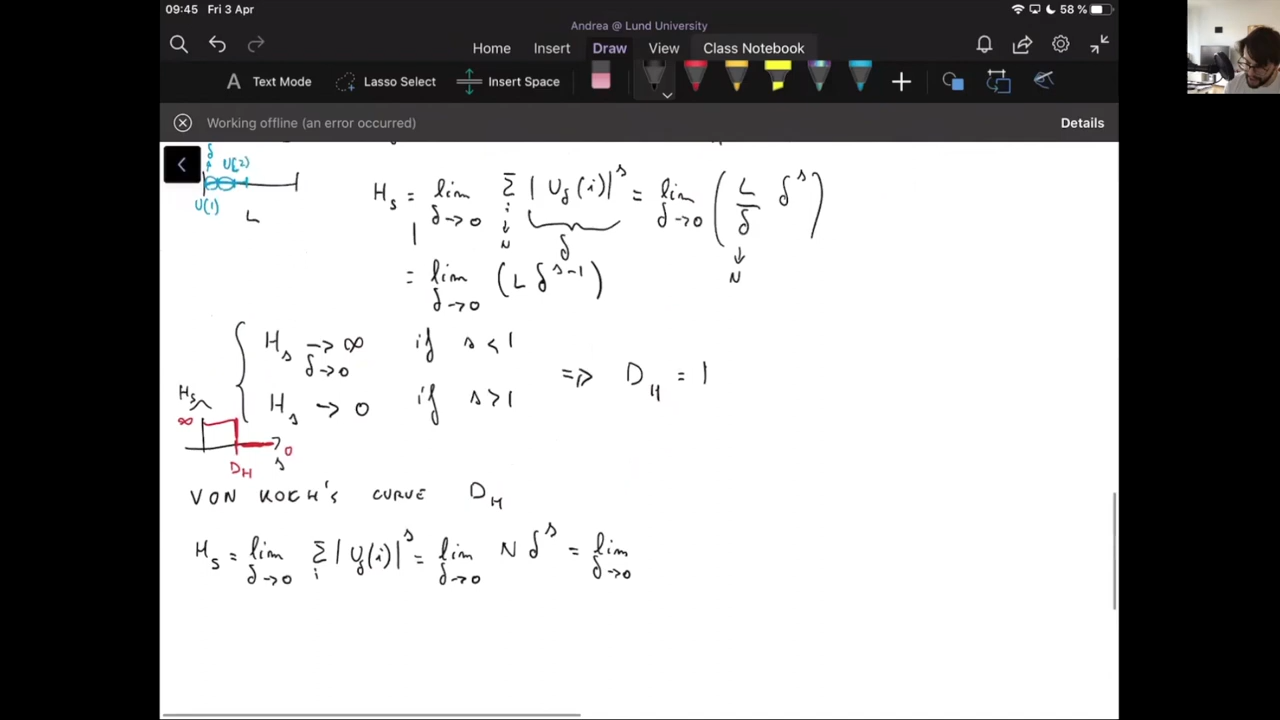 09:45 Fri 3 Apr 58 %
Andrea @ Lund University
Home Insert Draw View Class Notebook
A Text Mode Lasso Select Insert Space
Working offline (an error occurred) Details
δ U(2)
U(1) L
H_s = lim_{δ→0} Σ_{i↓N} |U_δ(i)|^s = lim_{δ→0} (L/δ δ^s)
δ
N
= lim_{δ→0} (L δ^{s-1})
H_s →_{δ→0} ∞ if s < 1
H_s → 0 if s > 1
=> D_H = 1
H_s
∞
0
D_H s
VON KOKH'S CURVE D_H
H_s = lim_{δ→0} Σ_i |U_δ(i)|^s = lim_{δ→0} N δ^s = lim_{δ→0}